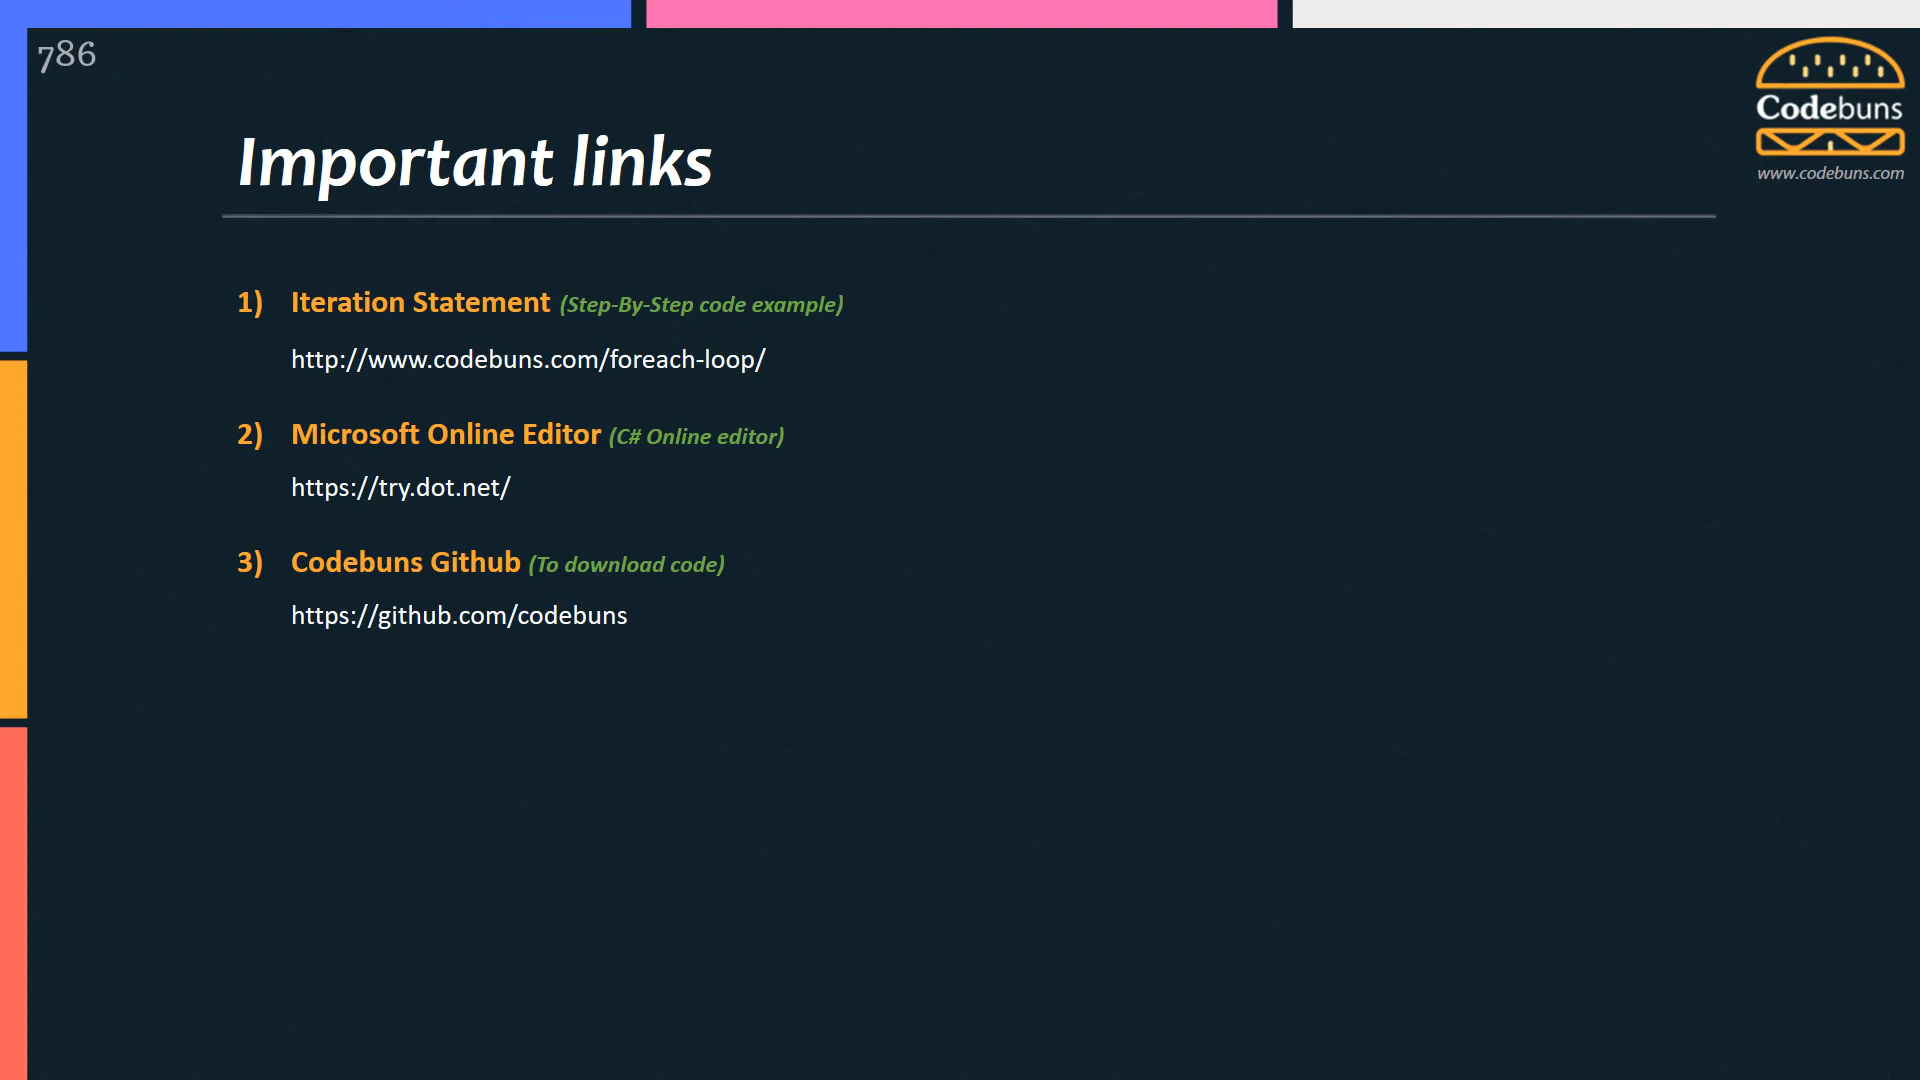 786
Codebuns
www.codebuns.com
Important links
1) Iteration Statement (Step-By-Step code example)
http://www.codebuns.com/foreach-loop/
2) Microsoft Online Editor (C# Online editor)
https://try.dot.net/
3) Codebuns Github (To download code)
https://github.com/codebuns